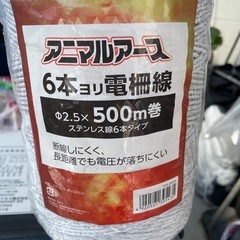 アニマルアース
6本ヨリ電柵線
Φ2.5×500m巻
ステンレス線6本タイプ
断線しにくく、
長距離でも電圧が落ちにくい